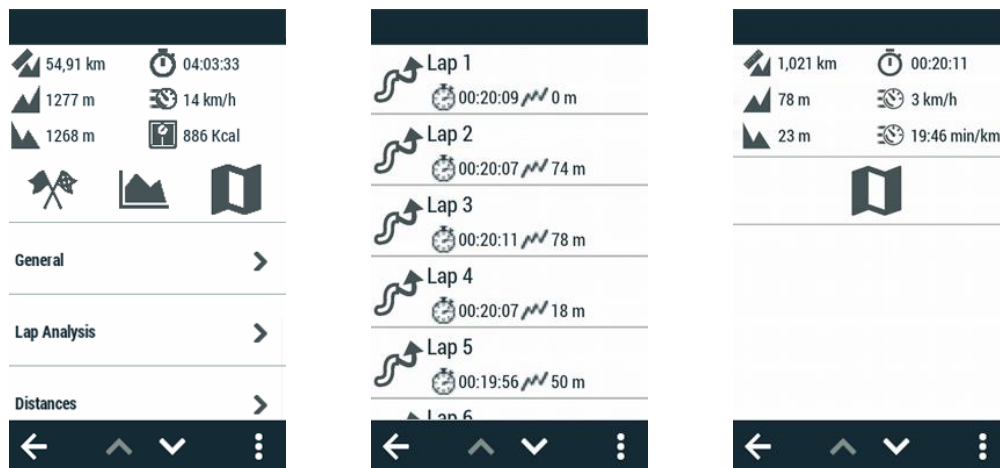 54,91 km 04:03:33
1277 m 14 km/h
1268 m 886 Kcal
General
Lap Analysis
Distances
Lap 1
00:20:09 0 m
Lap 2
00:20:07 74 m
Lap 3
00:20:11 78 m
Lap 4
00:20:07 18 m
Lap 5
00:19:56 50 m
Lap 6
1,021 km 00:20:11
78 m 3 km/h
23 m 19:46 min/km